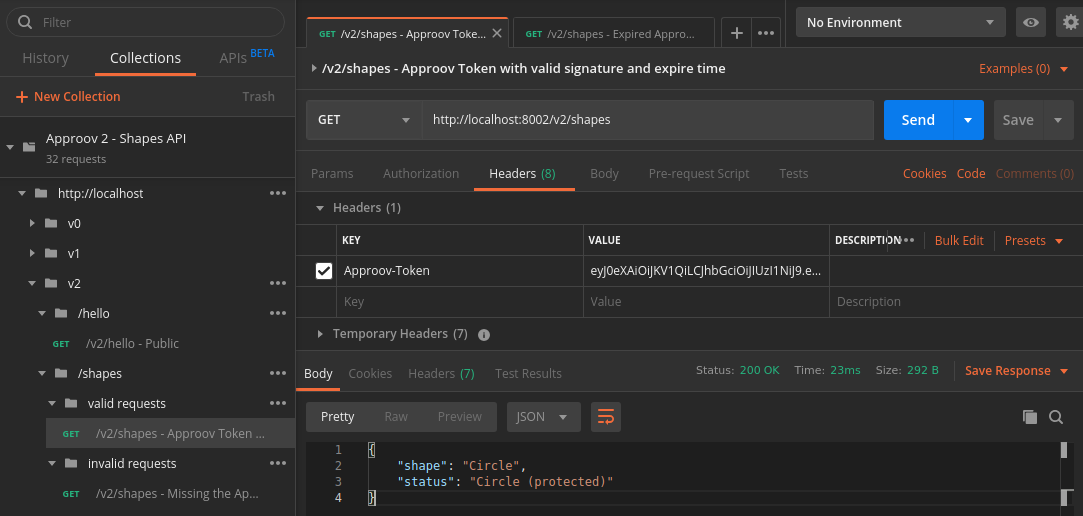 Filter
History
Collections
APIs BETA
+ New Collection
Trash
Approov 2 - Shapes API
32 requests
http://localhost
v0
v1
v2
/hello
GET /v2/hello - Public
/shapes
valid requests
GET /v2/shapes - Approov Token ...
invalid requests
GET /v2/shapes - Missing the Ap...
GET /v2/shapes - Approov Toke...
GET /v2/shapes - Expired Appro...
No Environment
/v2/shapes - Approov Token with valid signature and expire time
Examples (0)
GET
http://localhost:8002/v2/shapes
Send
Save
Params
Authorization
Headers (8)
Body
Pre-request Script
Tests
Cookies
Code
Comments (0)
Headers (1)
KEY
VALUE
DESCRIPTION
Bulk Edit
Presets
Approov-Token
eyJ0eXAiOiJKV1QiLCJhbGciOiJIUzI1NiJ9.e...
Key
Value
Description
Temporary Headers (7)
Body
Cookies
Headers (7)
Test Results
Status: 200 OK
Time: 23ms
Size: 292 B
Save Response
Pretty
Raw
Preview
JSON
1 {
2 "shape": "Circle",
3 "status": "Circle (protected)"
4 }